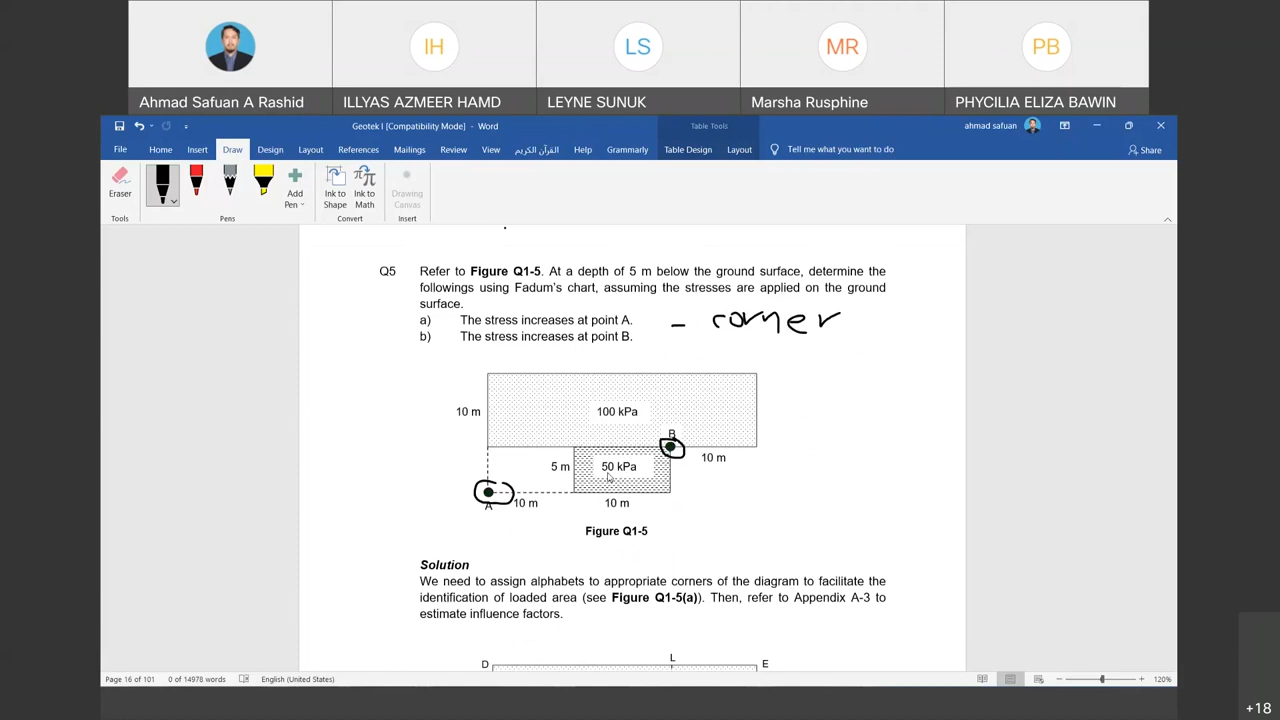 IH
LS
MR
PB
Ahmad Safuan A Rashid
ILLYAS AZMEER HAMD
LEYNE SUNUK
Marsha Rusphine
PHYCILIA ELIZA BAWIN
Geotek I [Compatibility Mode] - Word
Table Tools
ahmad safuan
File
Home
Insert
Draw
Design
Layout
References
Mailings
Review
View
القرآن الكريم
Help
Grammarly
Table Design
Layout
Tell me what you want to do
Share
Eraser
Add
Pen
Ink to
Shape
Ink to
Math
Drawing
Canvas
Tools
Pens
Convert
Insert
Q5 Refer to Figure Q1-5. At a depth of 5 m below the ground surface, determine the
followings using Fadum's chart, assuming the stresses are applied on the ground
surface.
a) The stress increases at point A.
- corner
b) The stress increases at point B.
10 m
100 kPa
B
5 m
50 kPa
10 m
A
10 m
10 m
Figure Q1-5
Solution
We need to assign alphabets to appropriate corners of the diagram to facilitate the
identification of loaded area (see Figure Q1-5(a)). Then, refer to Appendix A-3 to
estimate influence factors.
D
L
E
Page 16 of 101
0 of 14978 words
English (United States)
120%
+18